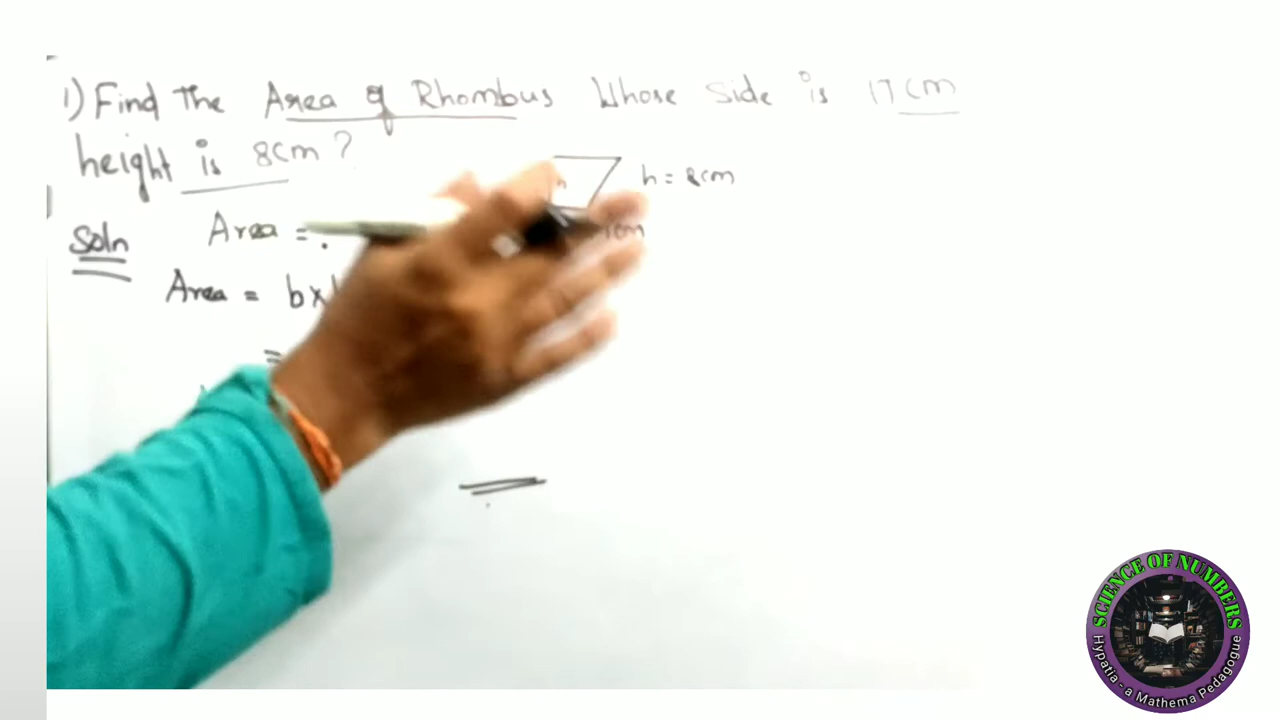 1) Find The Area of Rhombus Whose Side is 17cm
height is 8cm ?
h = 8cm
Soln Area =
cm
Area = b×
=
SCIENCE OF NUMBERS
Hypatia - a Mathema Pedagogue